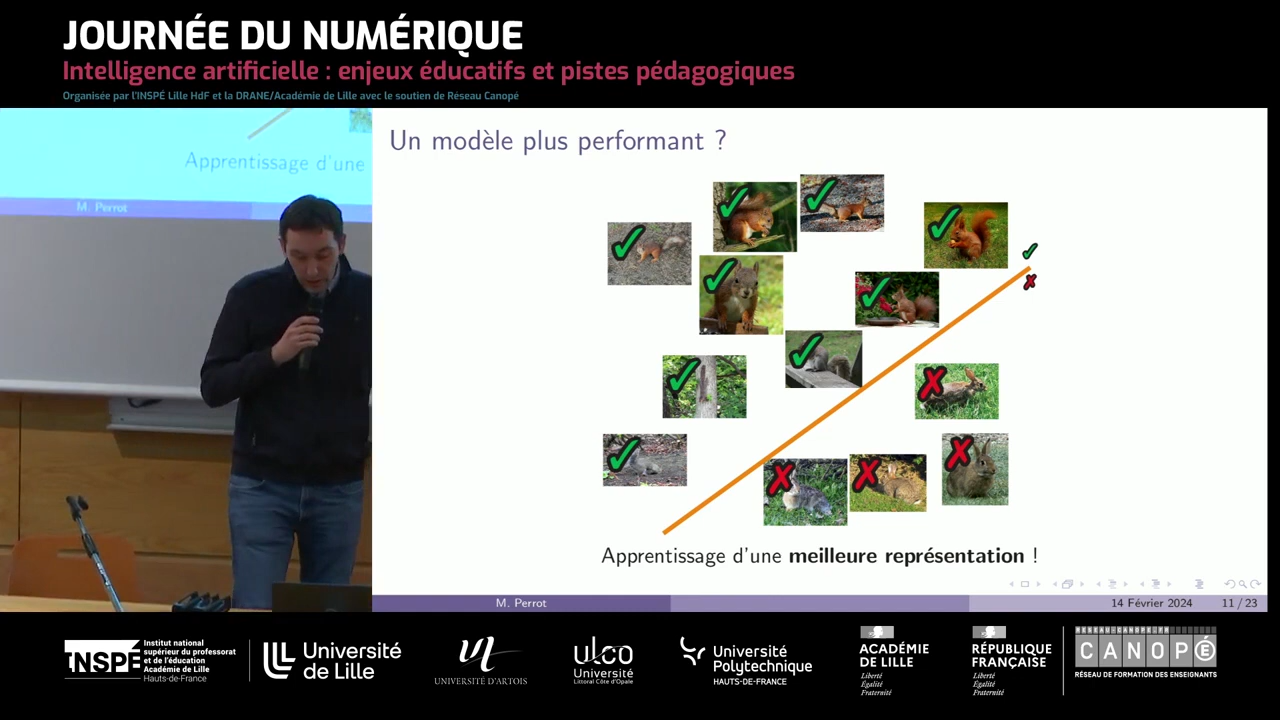 JOURNÉE DU NUMÉRIQUE
Intelligence artificielle : enjeux éducatifs et pistes pédagogiques
Organisée par l'INSPÉ Lille HdF et la DRANE/Académie de Lille avec le soutien de Réseau Canopé
Apprentissage d'une
M. Perrot
Un modèle plus performant ?
Apprentissage d'une meilleure représentation !
M. Perrot
14 Février 2024
11 / 23
INSPÉ
Institut national
supérieur du professorat
et de l'éducation
Académie de Lille
Hauts-de-France
Université
de Lille
UNIVERSITÉ D'ARTOIS
ulco
Université
Littoral Côte d'Opale
Université
Polytechnique
HAUTS-DE-FRANCE
ACADÉMIE
DE LILLE
Liberté
Égalité
Fraternité
RÉPUBLIQUE
FRANÇAISE
Liberté
Égalité
Fraternité
RESEAU-CANOPE.FR
CANOPÉ
RÉSEAU DE FORMATION DES ENSEIGNANTS